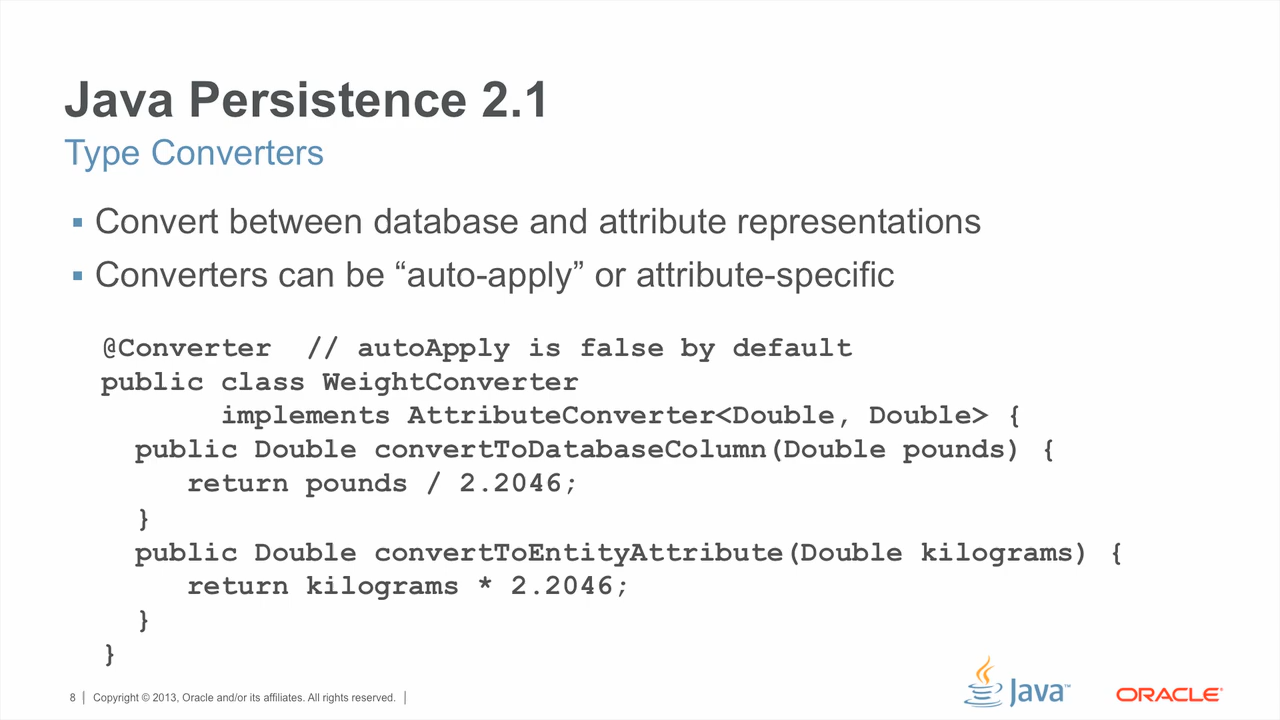 Java Persistence 2.1
Type Converters
▪ Convert between database and attribute representations
▪ Converters can be “auto-apply” or attribute-specific
@Converter  // autoApply is false by default
public class WeightConverter
       implements AttributeConverter<Double, Double> {
  public Double convertToDatabaseColumn(Double pounds) {
     return pounds / 2.2046;
  }
  public Double convertToEntityAttribute(Double kilograms) {
     return kilograms * 2.2046;
  }
}
8 | Copyright © 2013, Oracle and/or its affiliates. All rights reserved. |
Java™
ORACLE®